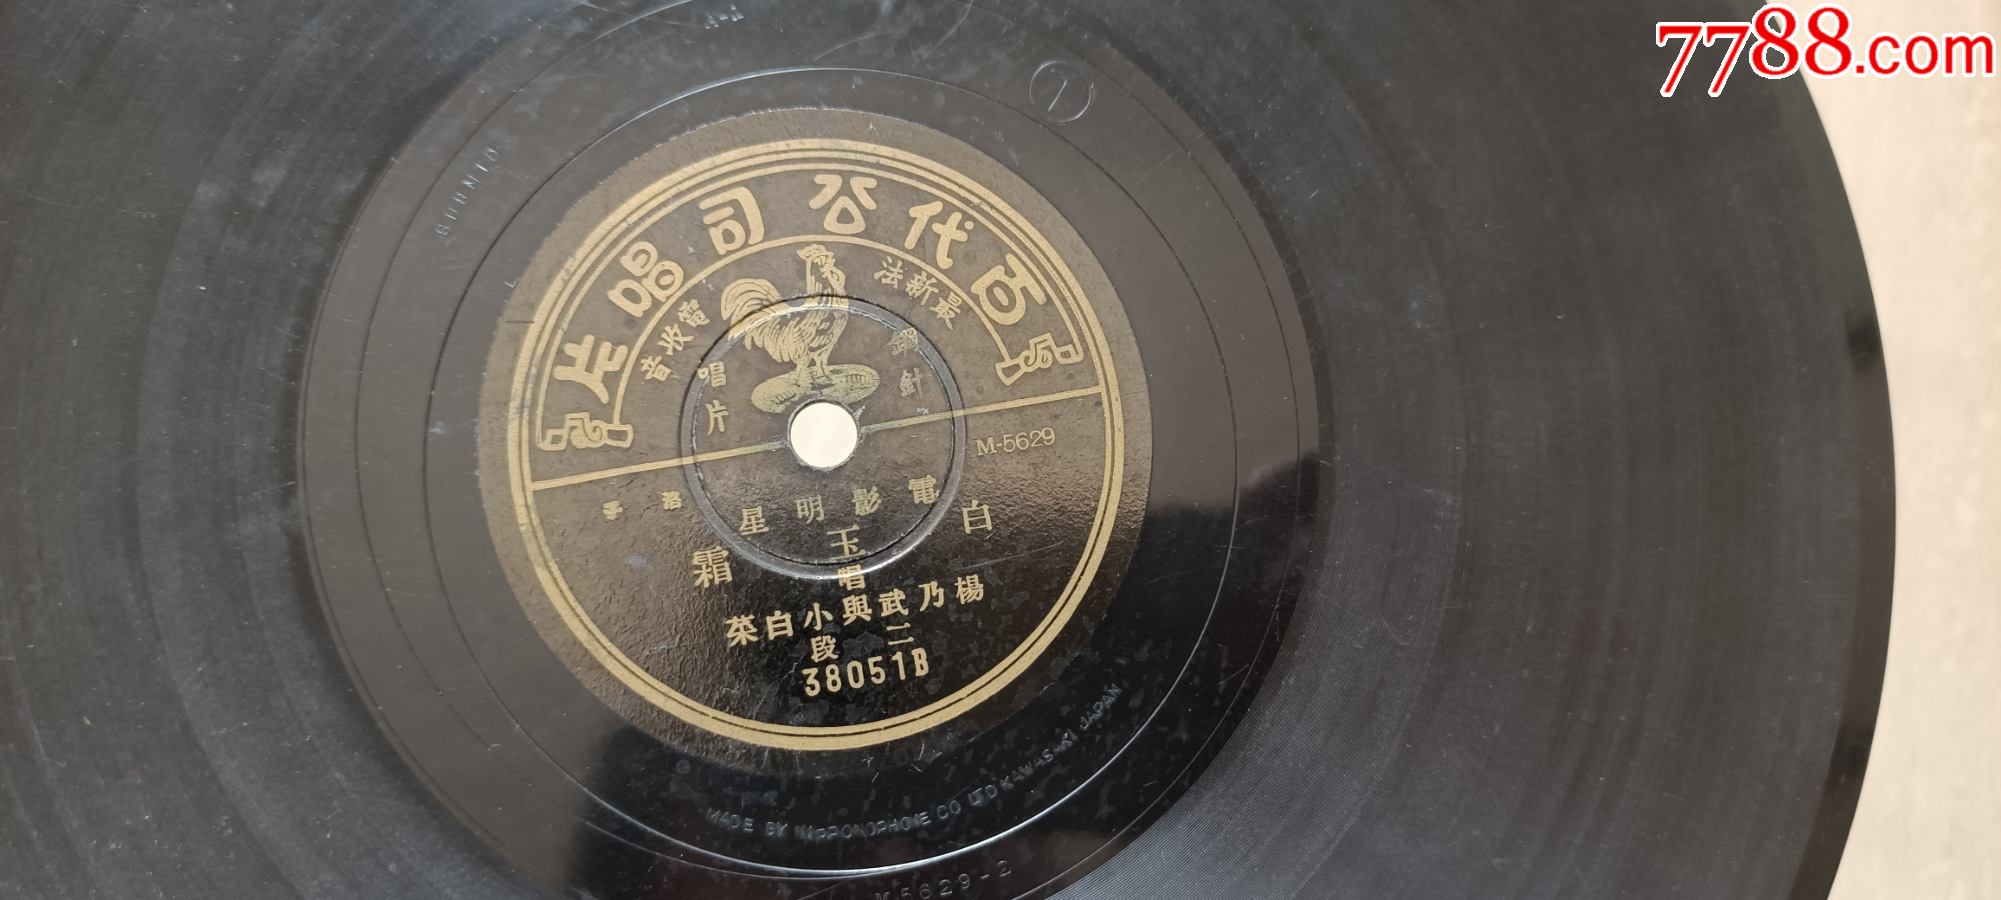 7788.com
百代公司唱片
最新法電收音
鋼針唱片
M-5629
落子
電影明星
白玉霜
唱
楊乃武與小白菜
二段
38051B
MADE BY NIPPONOPHONE CO LTD KAWASAKI JAPAN
M5629-2